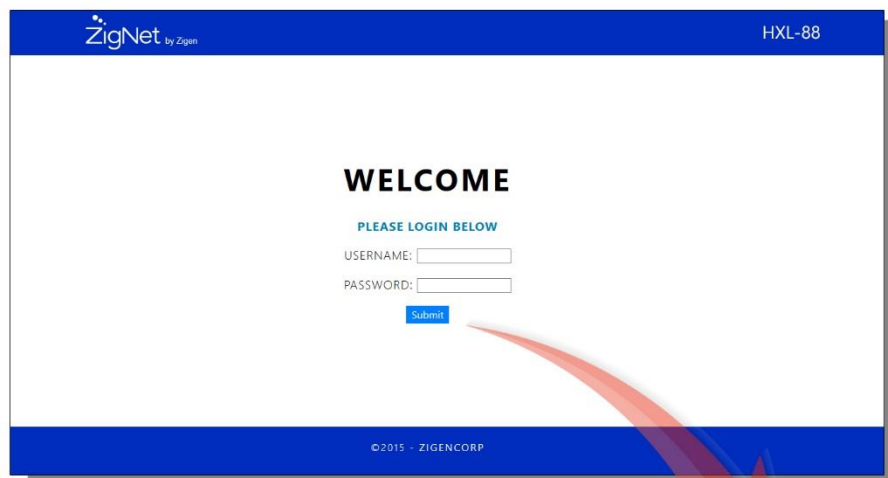 ZigNet by Zigen
HXL-88
WELCOME
PLEASE LOGIN BELOW
USERNAME:
PASSWORD:
Submit
©2015 - ZIGENCORP